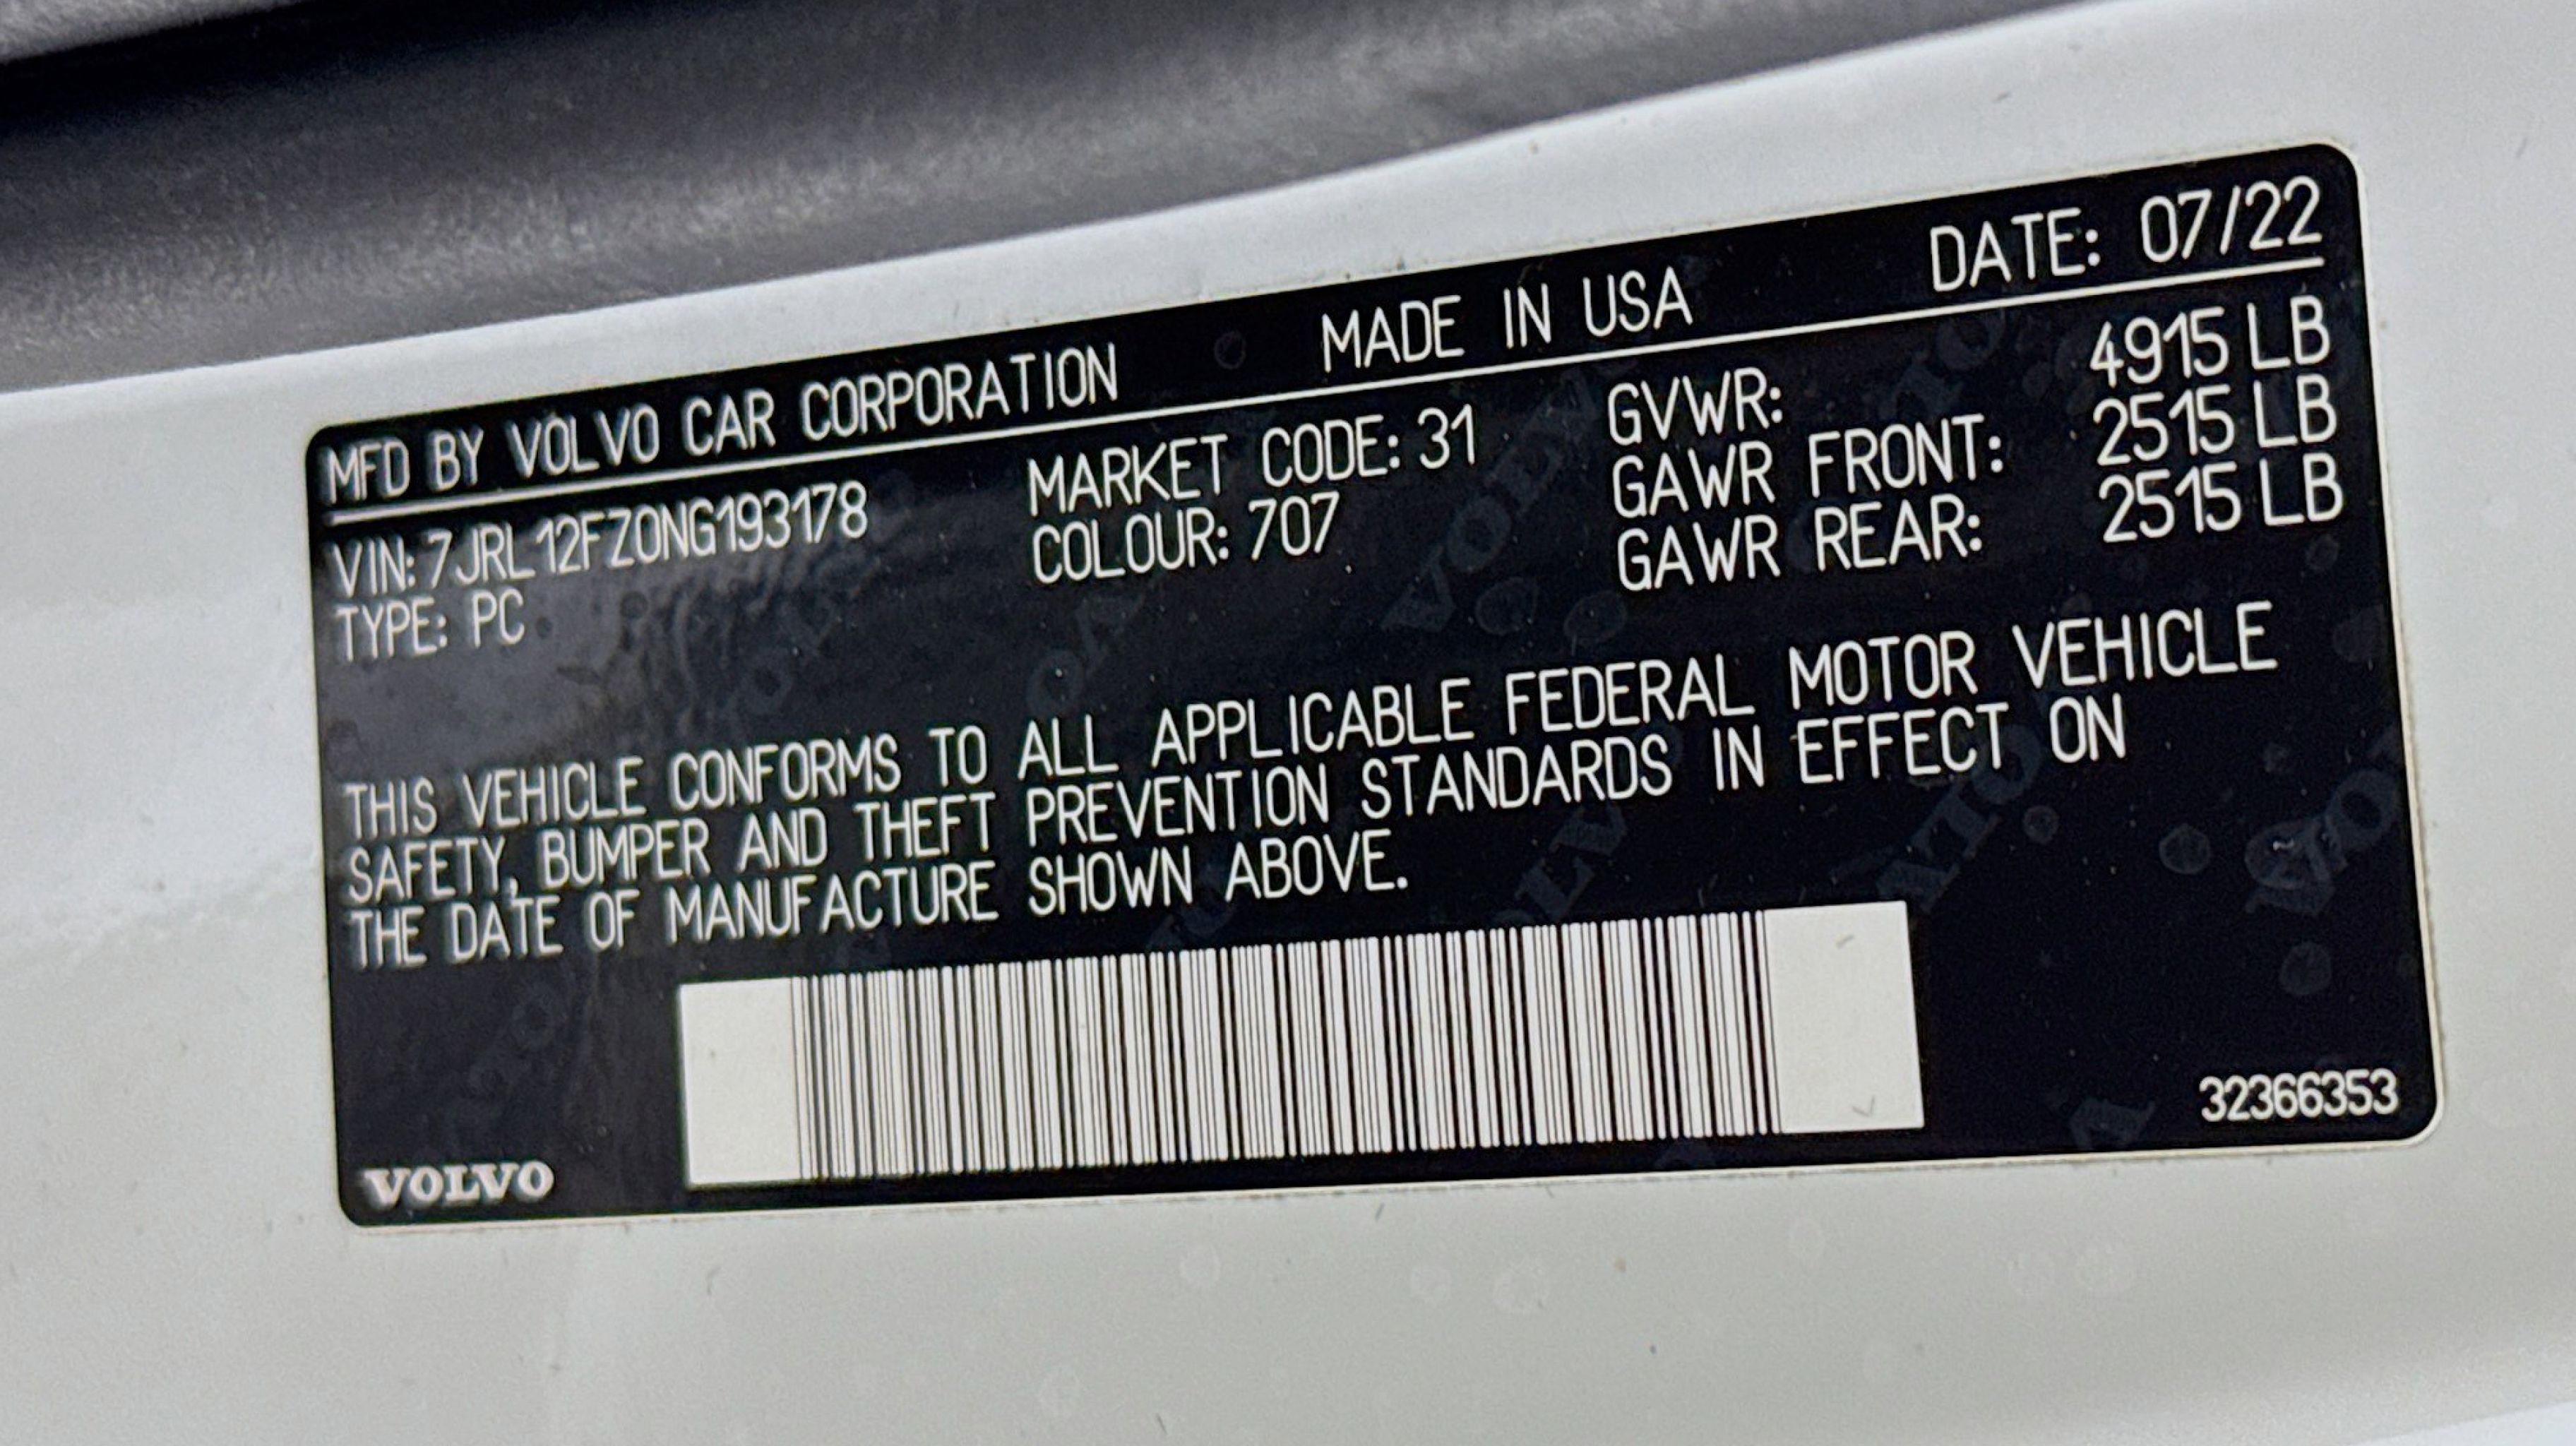 MFD BY VOLVO CAR CORPORATION MADE IN USA DATE: 07/22
VIN: 7JRL12FZ0NG193178 MARKET CODE: 31 GVWR: 4915 LB
TYPE: PC COLOUR: 707 GAWR FRONT: 2515 LB
GAWR REAR: 2515 LB
THIS VEHICLE CONFORMS TO ALL APPLICABLE FEDERAL MOTOR VEHICLE
SAFETY, BUMPER AND THEFT PREVENTION STANDARDS IN EFFECT ON
THE DATE OF MANUFACTURE SHOWN ABOVE.
VOLVO 32366353